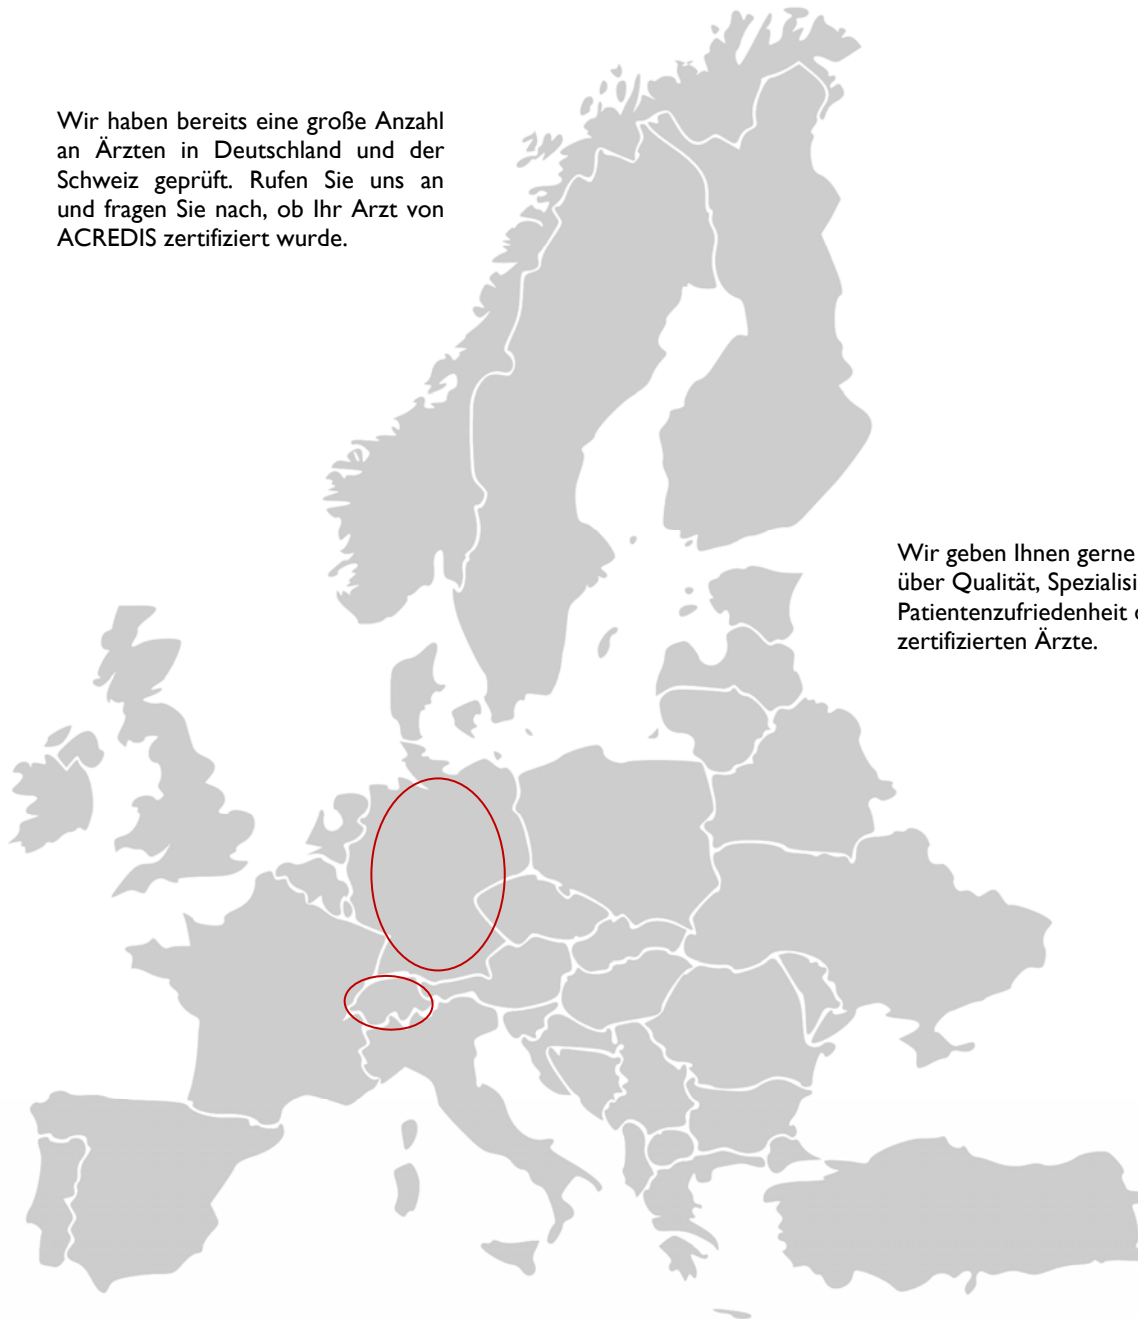 Wir haben bereits eine große Anzahl
an Ärzten in Deutschland und der
Schweiz geprüft. Rufen Sie uns an
und fragen Sie nach, ob Ihr Arzt von
ACREDIS zertifiziert wurde.
Wir geben Ihnen gerne
über Qualität,
Patientenzufriedenheit
zertifizierten Ärzte.